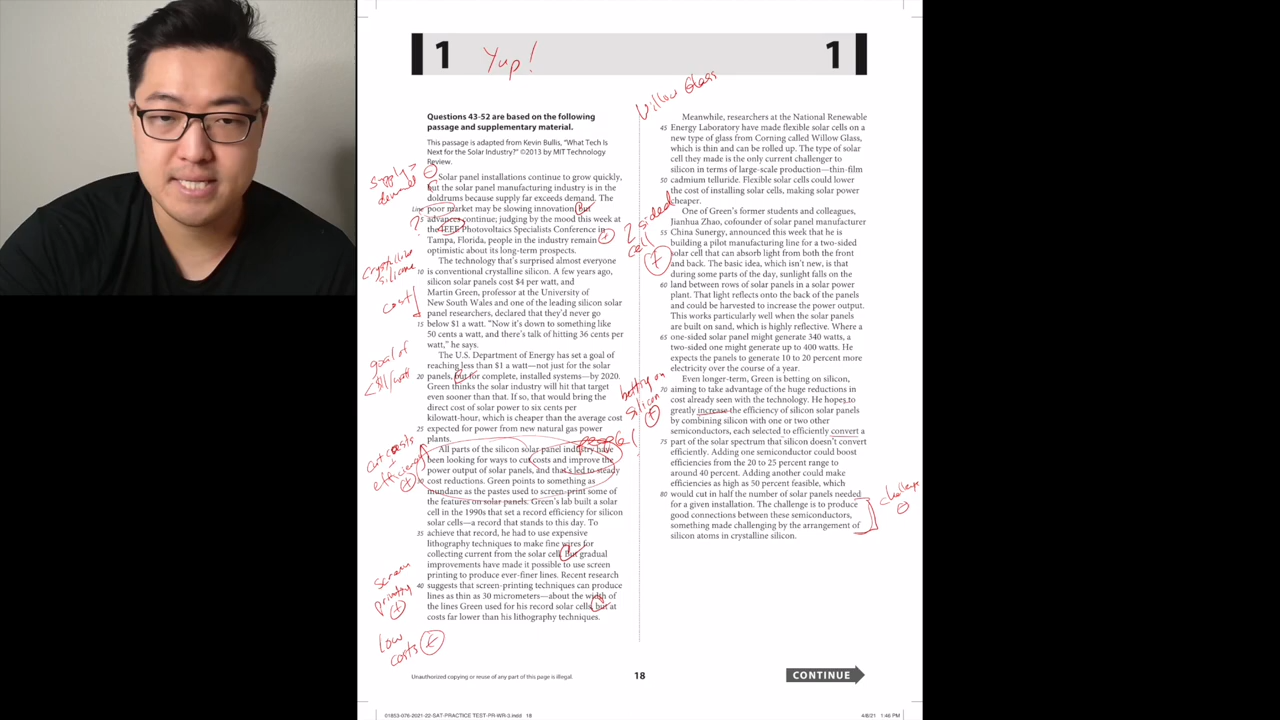 1
Yup!
1
Willow Glass
Questions 43-52 are based on the following
passage and supplementary material.
This passage is adapted from Kevin Bullis, “What Tech Is
Next for the Solar Industry?” ©2013 by MIT Technology
Review.
Solar panel installations continue to grow quickly,
but the solar panel manufacturing industry is in the
doldrums because supply far exceeds demand. The
Line poor market may be slowing innovation. But
5 advances continue; judging by the mood this week at
the IEEE Photovoltaics Specialists Conference in
Tampa, Florida, people in the industry remain
optimistic about its long-term prospects.
The technology that’s surprised almost everyone
10 is conventional crystalline silicon. A few years ago,
silicon solar panels cost $4 per watt, and
Martin Green, professor at the University of
New South Wales and one of the leading silicon solar
panel researchers, declared that they’d never go
15 below $1 a watt. “Now it’s down to something like
50 cents a watt, and there’s talk of hitting 36 cents per
watt,” he says.
The U.S. Department of Energy has set a goal of
reaching less than $1 a watt—not just for the solar
20 panels, but for complete, installed systems—by 2020.
Green thinks the solar industry will hit that target
even sooner than that. If so, that would bring the
direct cost of solar power to six cents per
kilowatt-hour, which is cheaper than the average cost
25 expected for power from new natural gas power
plants.
All parts of the silicon solar panel industry have
been looking for ways to cut costs and improve the
power output of solar panels, and that’s led to steady
30 cost reductions. Green points to something as
mundane as the pastes used to screen-print some of
the features on solar panels. Green’s lab built a solar
cell in the 1990s that set a record efficiency for silicon
solar cells—a record that stands to this day. To
35 achieve that record, he had to use expensive
lithography techniques to make fine wires for
collecting current from the solar cell. But gradual
improvements have made it possible to use screen
printing to produce ever-finer lines. Recent research
40 suggests that screen-printing techniques can produce
lines as thin as 30 micrometers—about the width of
the lines Green used for his record solar cells, but at
costs far lower than his lithography techniques.
supply >
demand
?
crystalline
silicone
cost
goal of
<$1/watt
cut costs
+
efficiency
screen
printing
low
costs
people!
Meanwhile, researchers at the National Renewable
45 Energy Laboratory have made flexible solar cells on a
new type of glass from Corning called Willow Glass,
which is thin and can be rolled up. The type of solar
cell they made is the only current challenger to
silicon in terms of large-scale production—thin-film
50 cadmium telluride. Flexible solar cells could lower
the cost of installing solar cells, making solar power
cheaper.
One of Green’s former students and colleagues,
Jianhua Zhao, cofounder of solar panel manufacturer
55 China Sunergy, announced this week that he is
building a pilot manufacturing line for a two-sided
solar cell that can absorb light from both the front
and back. The basic idea, which isn’t new, is that
during some parts of the day, sunlight falls on the
60 land between rows of solar panels in a solar power
plant. That light reflects onto the back of the panels
and could be harvested to increase the power output.
This works particularly well when the solar panels
are built on sand, which is highly reflective. Where a
65 one-sided solar panel might generate 340 watts, a
two-sided one might generate up to 400 watts. He
expects the panels to generate 10 to 20 percent more
electricity over the course of a year.
Even longer-term, Green is betting on silicon,
70 aiming to take advantage of the huge reductions in
cost already seen with the technology. He hopes to
greatly increase the efficiency of silicon solar panels
by combining silicon with one or two other
semiconductors, each selected to efficiently convert a
75 part of the solar spectrum that silicon doesn’t convert
efficiently. Adding one semiconductor could boost
efficiencies from the 20 to 25 percent range to
around 40 percent. Adding another could make
efficiencies as high as 50 percent feasible, which
80 would cut in half the number of solar panels needed
for a given installation. The challenge is to produce
good connections between these semiconductors,
something made challenging by the arrangement of
silicon atoms in crystalline silicon.
2 sided
cell
betting on
silicon
challenge
Unauthorized copying or reuse of any part of this page is illegal.
18
CONTINUE
01853-076-2021-22-SAT-PRACTICE TEST-PR-WR-3.indd 18
4/8/21 1:46 PM